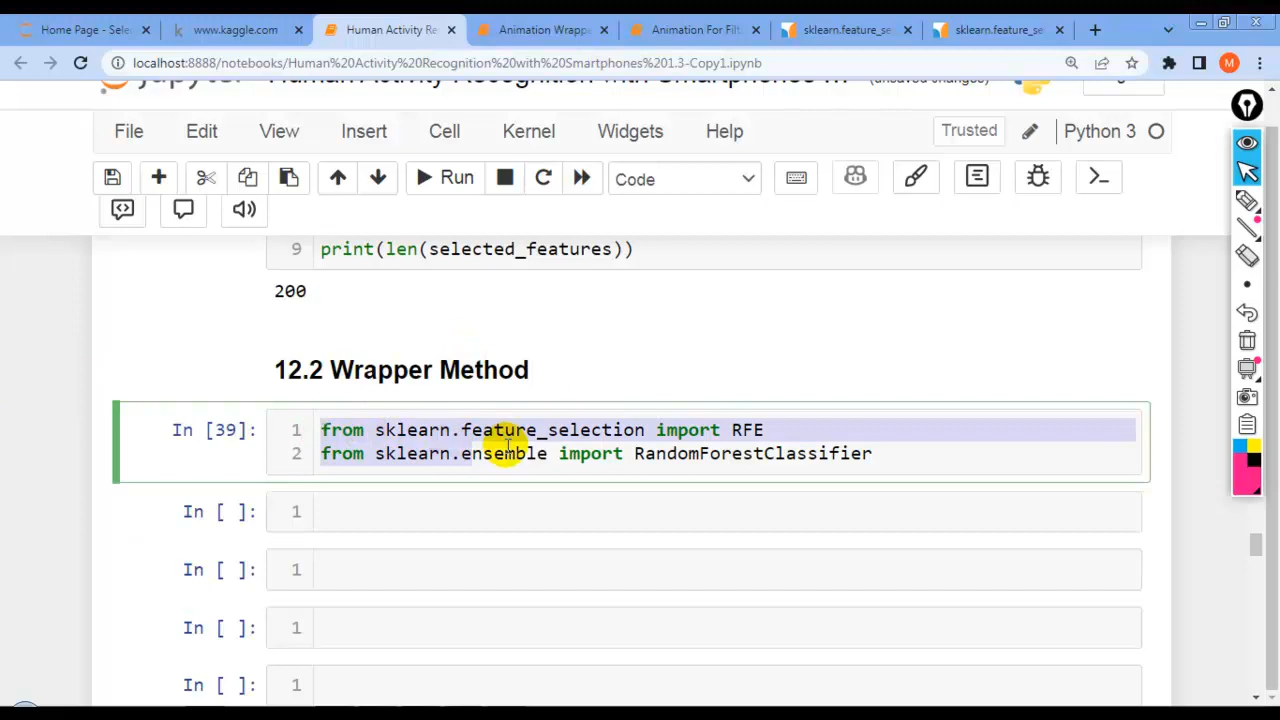 Home Page - Sele
www.kaggle.com
Human Activity Re
Animation Wrappe
Animation For Filt
sklearn.feature_se
sklearn.feature_se
localhost:8888/notebooks/Human%20Activity%20Recognition%20with%20Smartphones%201.3-Copy1.ipynb
M
File
Edit
View
Insert
Cell
Kernel
Widgets
Help
Trusted
Python 3
Run
Code
9 print(len(selected_features))
200
12.2 Wrapper Method
In [39]:
1 from sklearn.feature_selection import RFE
2 from sklearn.ensemble import RandomForestClassifier
In [ ]: 1
In [ ]: 1
In [ ]: 1
In [ ]: 1